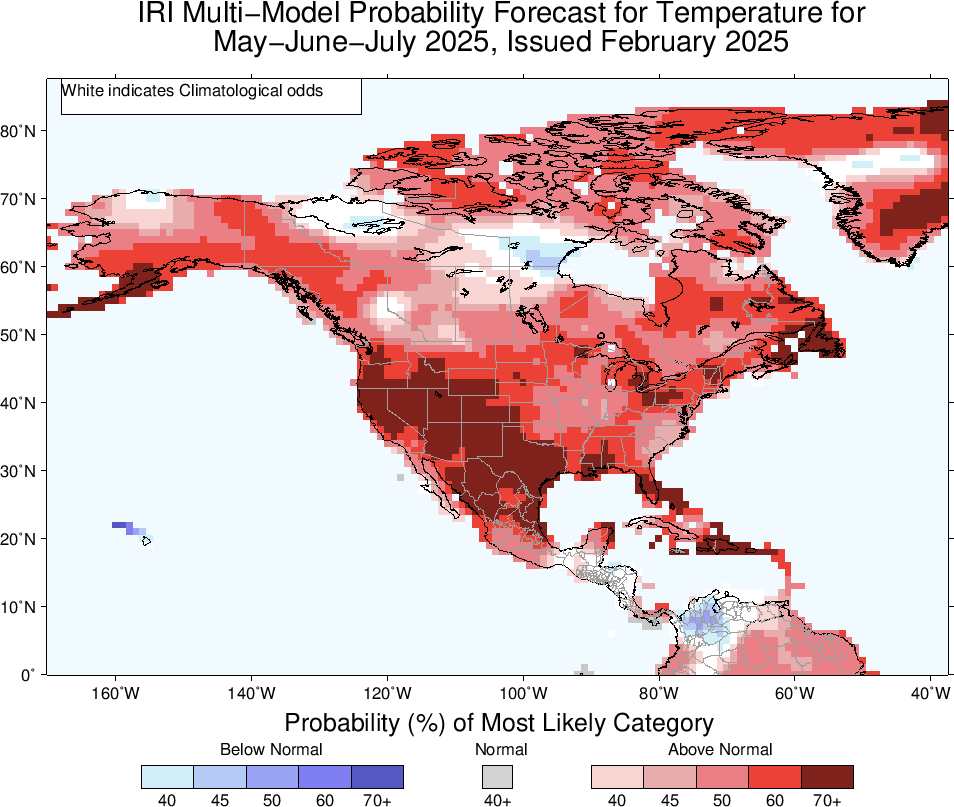 IRI Multi−Model Probability Forecast for Temperature for
May−June−July 2025, Issued February 2025
White indicates Climatological odds
80˚N
70˚N
60˚N
50˚N
40˚N
30˚N
20˚N
10˚N
0˚
160˚W 140˚W 120˚W 100˚W 80˚W 60˚W 40˚W
Probability (%) of Most Likely Category
Below Normal Normal Above Normal
40 45 50 60 70+ 40+ 40 45 50 60 70+